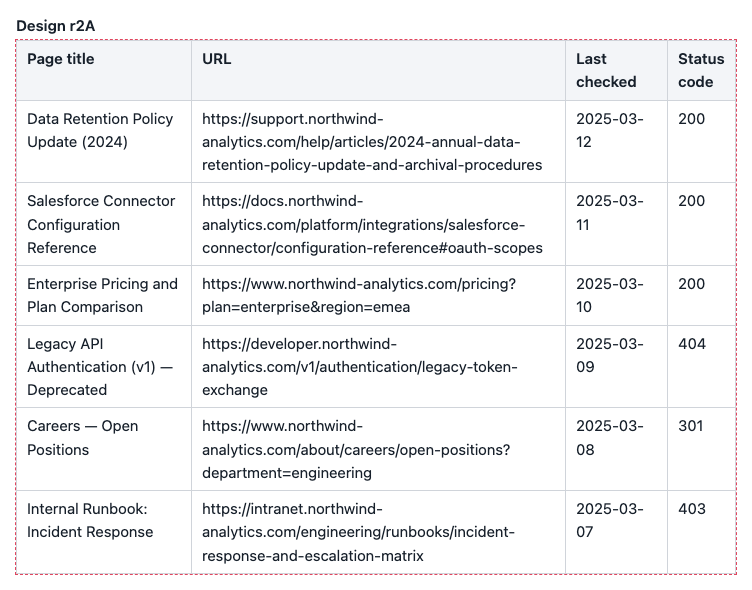 Design r2A
Page title
URL
Last
checked
Status
code
Data Retention Policy
Update (2024)
https://support.northwind-
analytics.com/help/articles/2024-annual-data-
retention-policy-update-and-archival-procedures
2025-03-
12
200
Salesforce Connector
Configuration
Reference
https://docs.northwind-
analytics.com/platform/integrations/salesforce-
connector/configuration-reference#oauth-scopes
2025-03-
11
200
Enterprise Pricing and
Plan Comparison
https://www.northwind-analytics.com/pricing?
plan=enterprise&region=emea
2025-03-
10
200
Legacy API
Authentication (v1) —
Deprecated
https://developer.northwind-
analytics.com/v1/authentication/legacy-token-
exchange
2025-03-
09
404
Careers — Open
Positions
https://www.northwind-
analytics.com/about/careers/open-positions?
department=engineering
2025-03-
08
301
Internal Runbook:
Incident Response
https://intranet.northwind-
analytics.com/engineering/runbooks/incident-
response-and-escalation-matrix
2025-03-
07
403